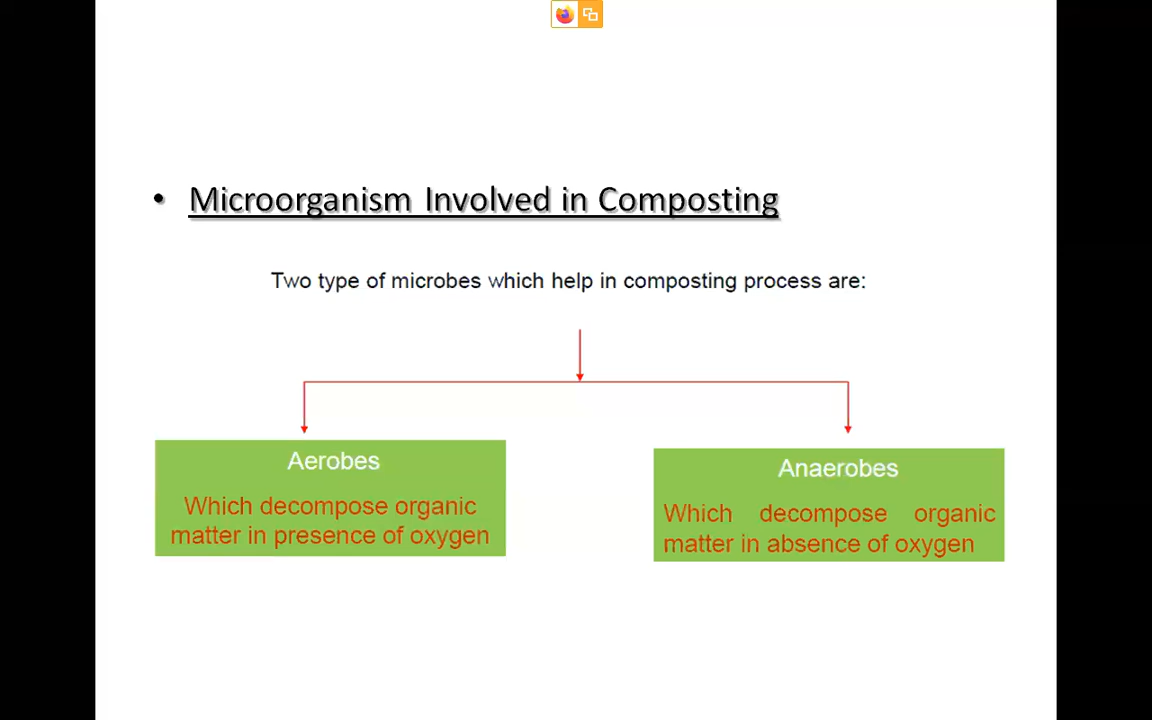 • Microorganism Involved in Composting
Two type of microbes which help in composting process are:
Aerobes
Which decompose organic
matter in presence of oxygen
Anaerobes
Which decompose organic
matter in absence of oxygen